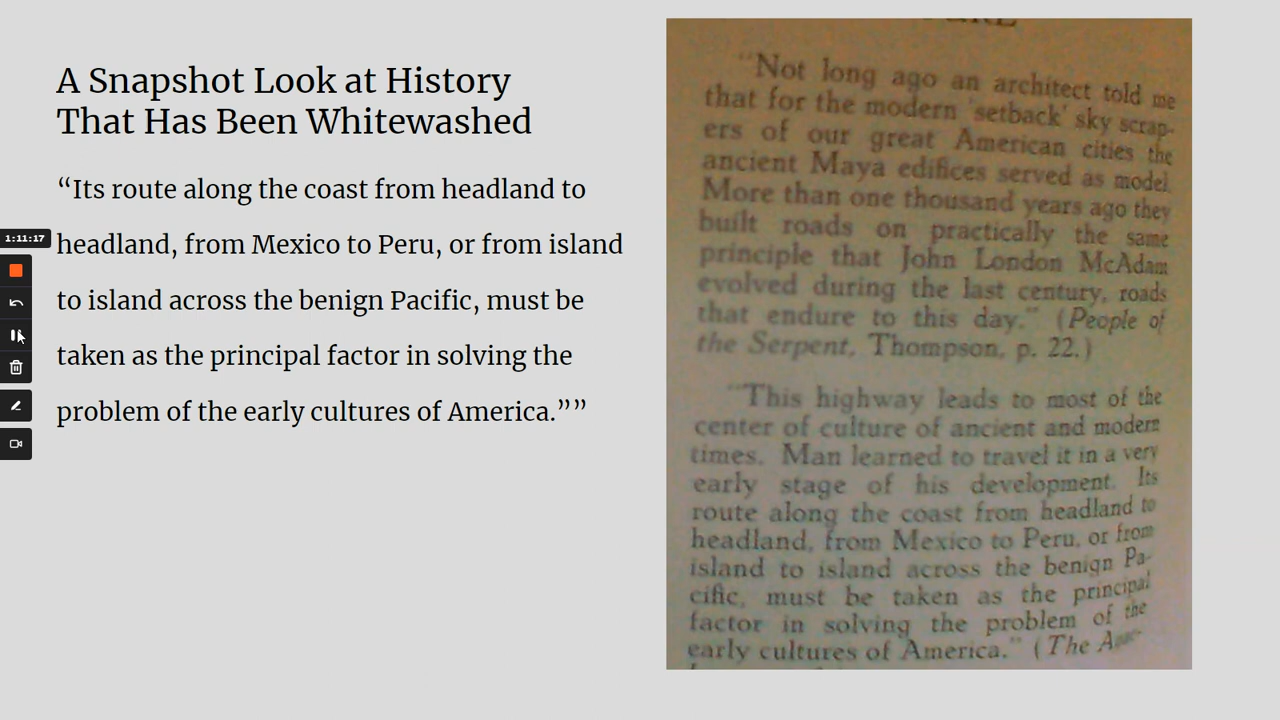 A Snapshot Look at History
That Has Been Whitewashed
“Its route along the coast from headland to
headland, from Mexico to Peru, or from island
to island across the benign Pacific, must be
taken as the principal factor in solving the
problem of the early cultures of America.””
1:11:17
"Not long ago an architect told me
that for the modern 'setback' sky scrap-
ers of our great American cities the
ancient Maya edifices served as model.
More than one thousand years ago they
built roads on practically the same
principle that John London McAdam
evolved during the last century, roads
that endure to this day." (People of
the Serpent, Thompson, p. 22.)
"This highway leads to most of the
center of culture of ancient and modern
times. Man learned to travel it in a very
early stage of his development. Its
route along the coast from headland to
headland, from Mexico to Peru, or from
island to island across the benign Pa-
cific, must be taken as the principal
factor in solving the problem of the
early cultures of America." (The